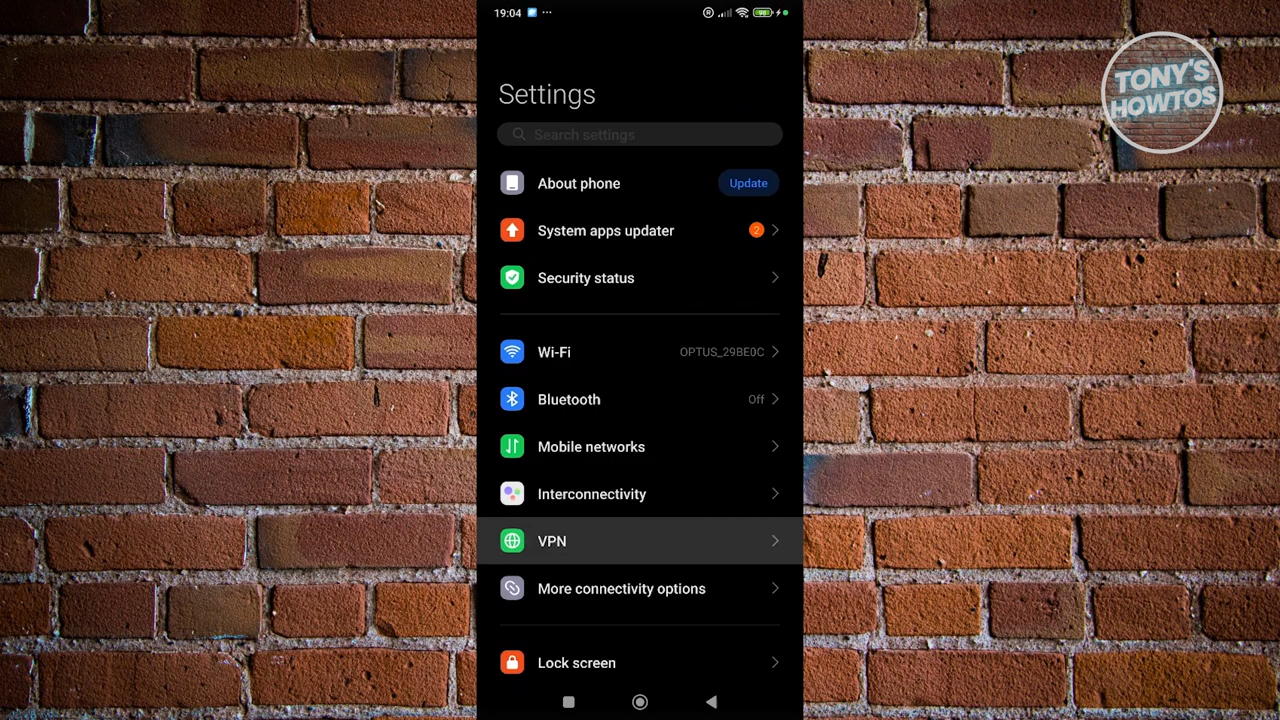 19:04
Settings
Search settings
About phone Update
System apps updater 2
Security status
Wi-Fi OPTUS_29BE0C
Bluetooth Off
Mobile networks
Interconnectivity
VPN
More connectivity options
Lock screen
TONY'S
HOWTOS